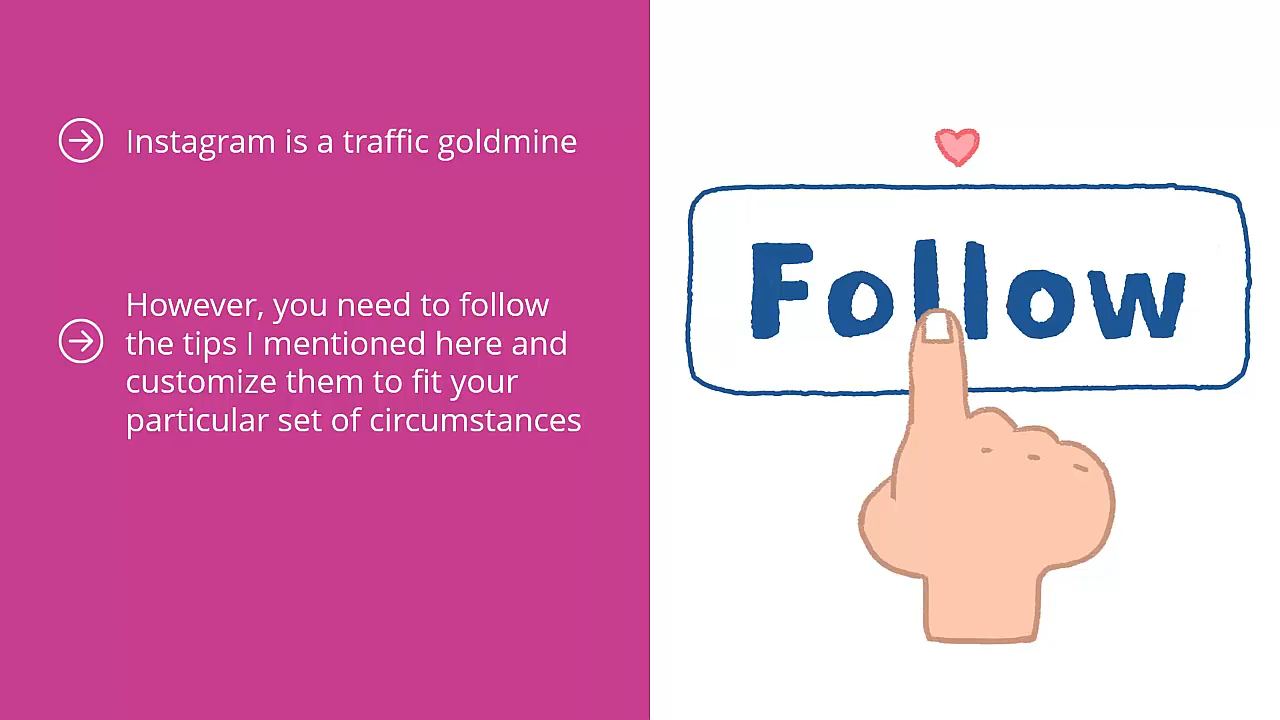 Instagram is a traffic goldmine
However, you need to follow
the tips I mentioned here and
customize them to fit your
particular set of circumstances
Follow